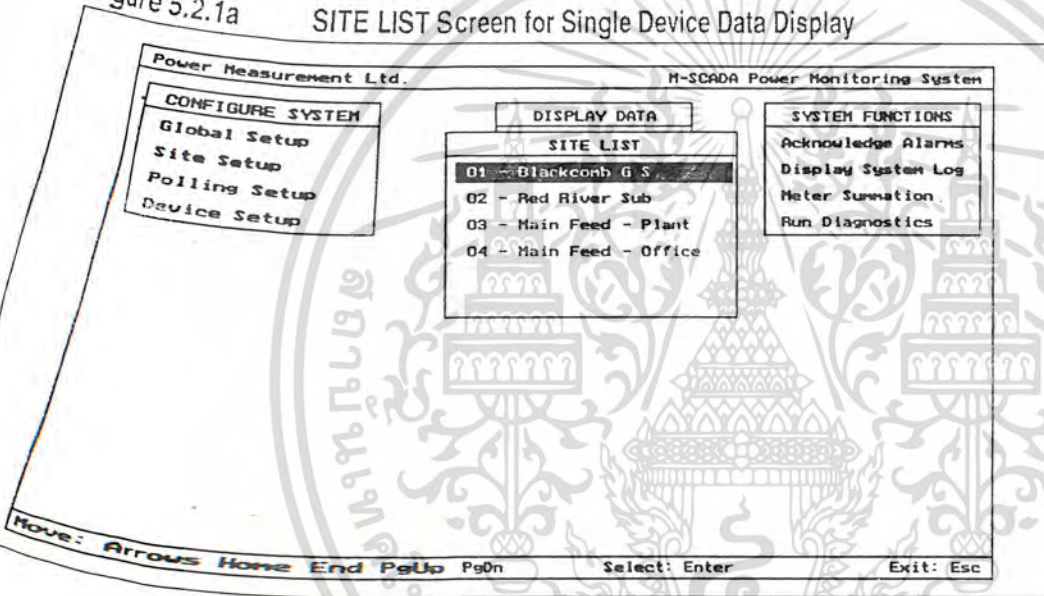 gure 5.2.1a SITE LIST Screen for Single Device Data Display
Power Measurement Ltd. M-SCADA Power Monitoring System
CONFIGURE SYSTEM
Global Setup
Site Setup
Polling Setup
Device Setup
DISPLAY DATA
SITE LIST
01 - Blackcomb G S
02 - Red River Sub
03 - Main Feed - Plant
04 - Main Feed - Office
SYSTEM FUNCTIONS
Acknowledge Alarms
Display System Log
Meter Summation
Run Diagnostics
Move: Arrows Home End PgUp PgDn Select: Enter Exit: Esc